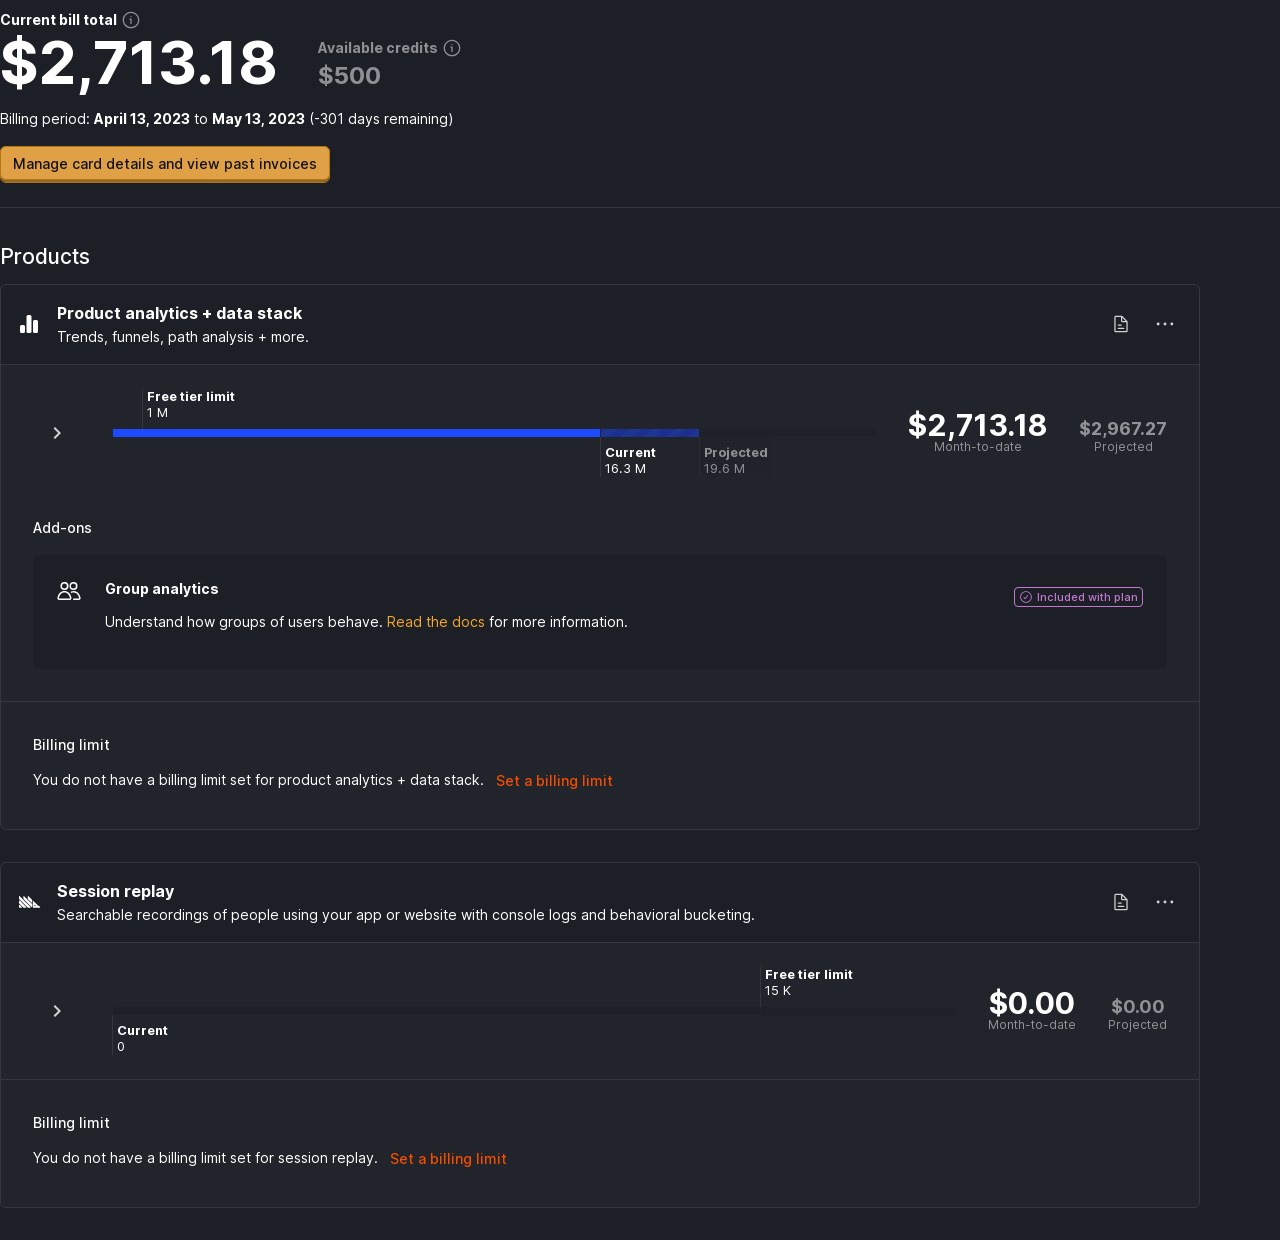 Current bill total
$2,713.18
Available credits
$500
Billing period: April 13, 2023 to May 13, 2023 (-301 days remaining)
Manage card details and view past invoices
Products
Product analytics + data stack
Trends, funnels, path analysis + more.
Free tier limit
1 M
Current
16.3 M
Projected
19.6 M
$2,713.18
Month-to-date
$2,967.27
Projected
Add-ons
Group analytics
Understand how groups of users behave. Read the docs for more information.
Included with plan
Billing limit
You do not have a billing limit set for product analytics + data stack. Set a billing limit
Session replay
Searchable recordings of people using your app or website with console logs and behavioral bucketing.
Free tier limit
15 K
Current
0
$0.00
Month-to-date
$0.00
Projected
Billing limit
You do not have a billing limit set for session replay. Set a billing limit